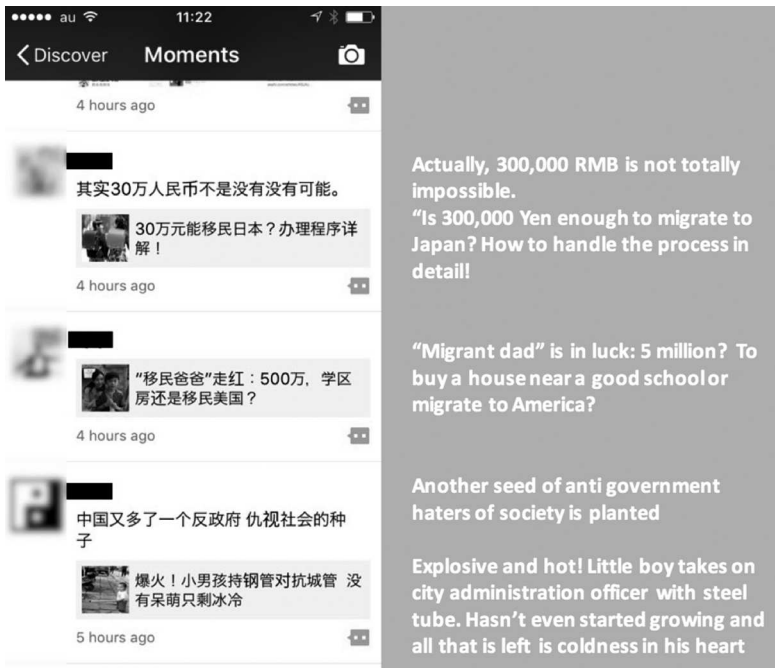 au 11:22
Discover Moments
4 hours ago
其实30万人民币不是没有没有可能。
30万元能移民日本？办理程序详
解！
4 hours ago
“移民爸爸”走红：500万，学区
房还是移民美国？
4 hours ago
中国又多了一个反政府 仇视社会的种
子
爆火！小男孩持钢管对抗城管 没
有呆萌只剩冰冷
5 hours ago
Actually, 300,000 RMB is not totally
impossible.
“Is 300,000 Yen enough to migrate to
Japan? How to handle the process in
detail!
“Migrant dad” is in luck: 5 million? To
buy a house near a good school or
migrate to America?
Another seed of anti government
haters of society is planted
Explosive and hot! Little boy takes on
city administration officer with steel
tube. Hasn’t even started growing and
all that is left is coldness in his heart